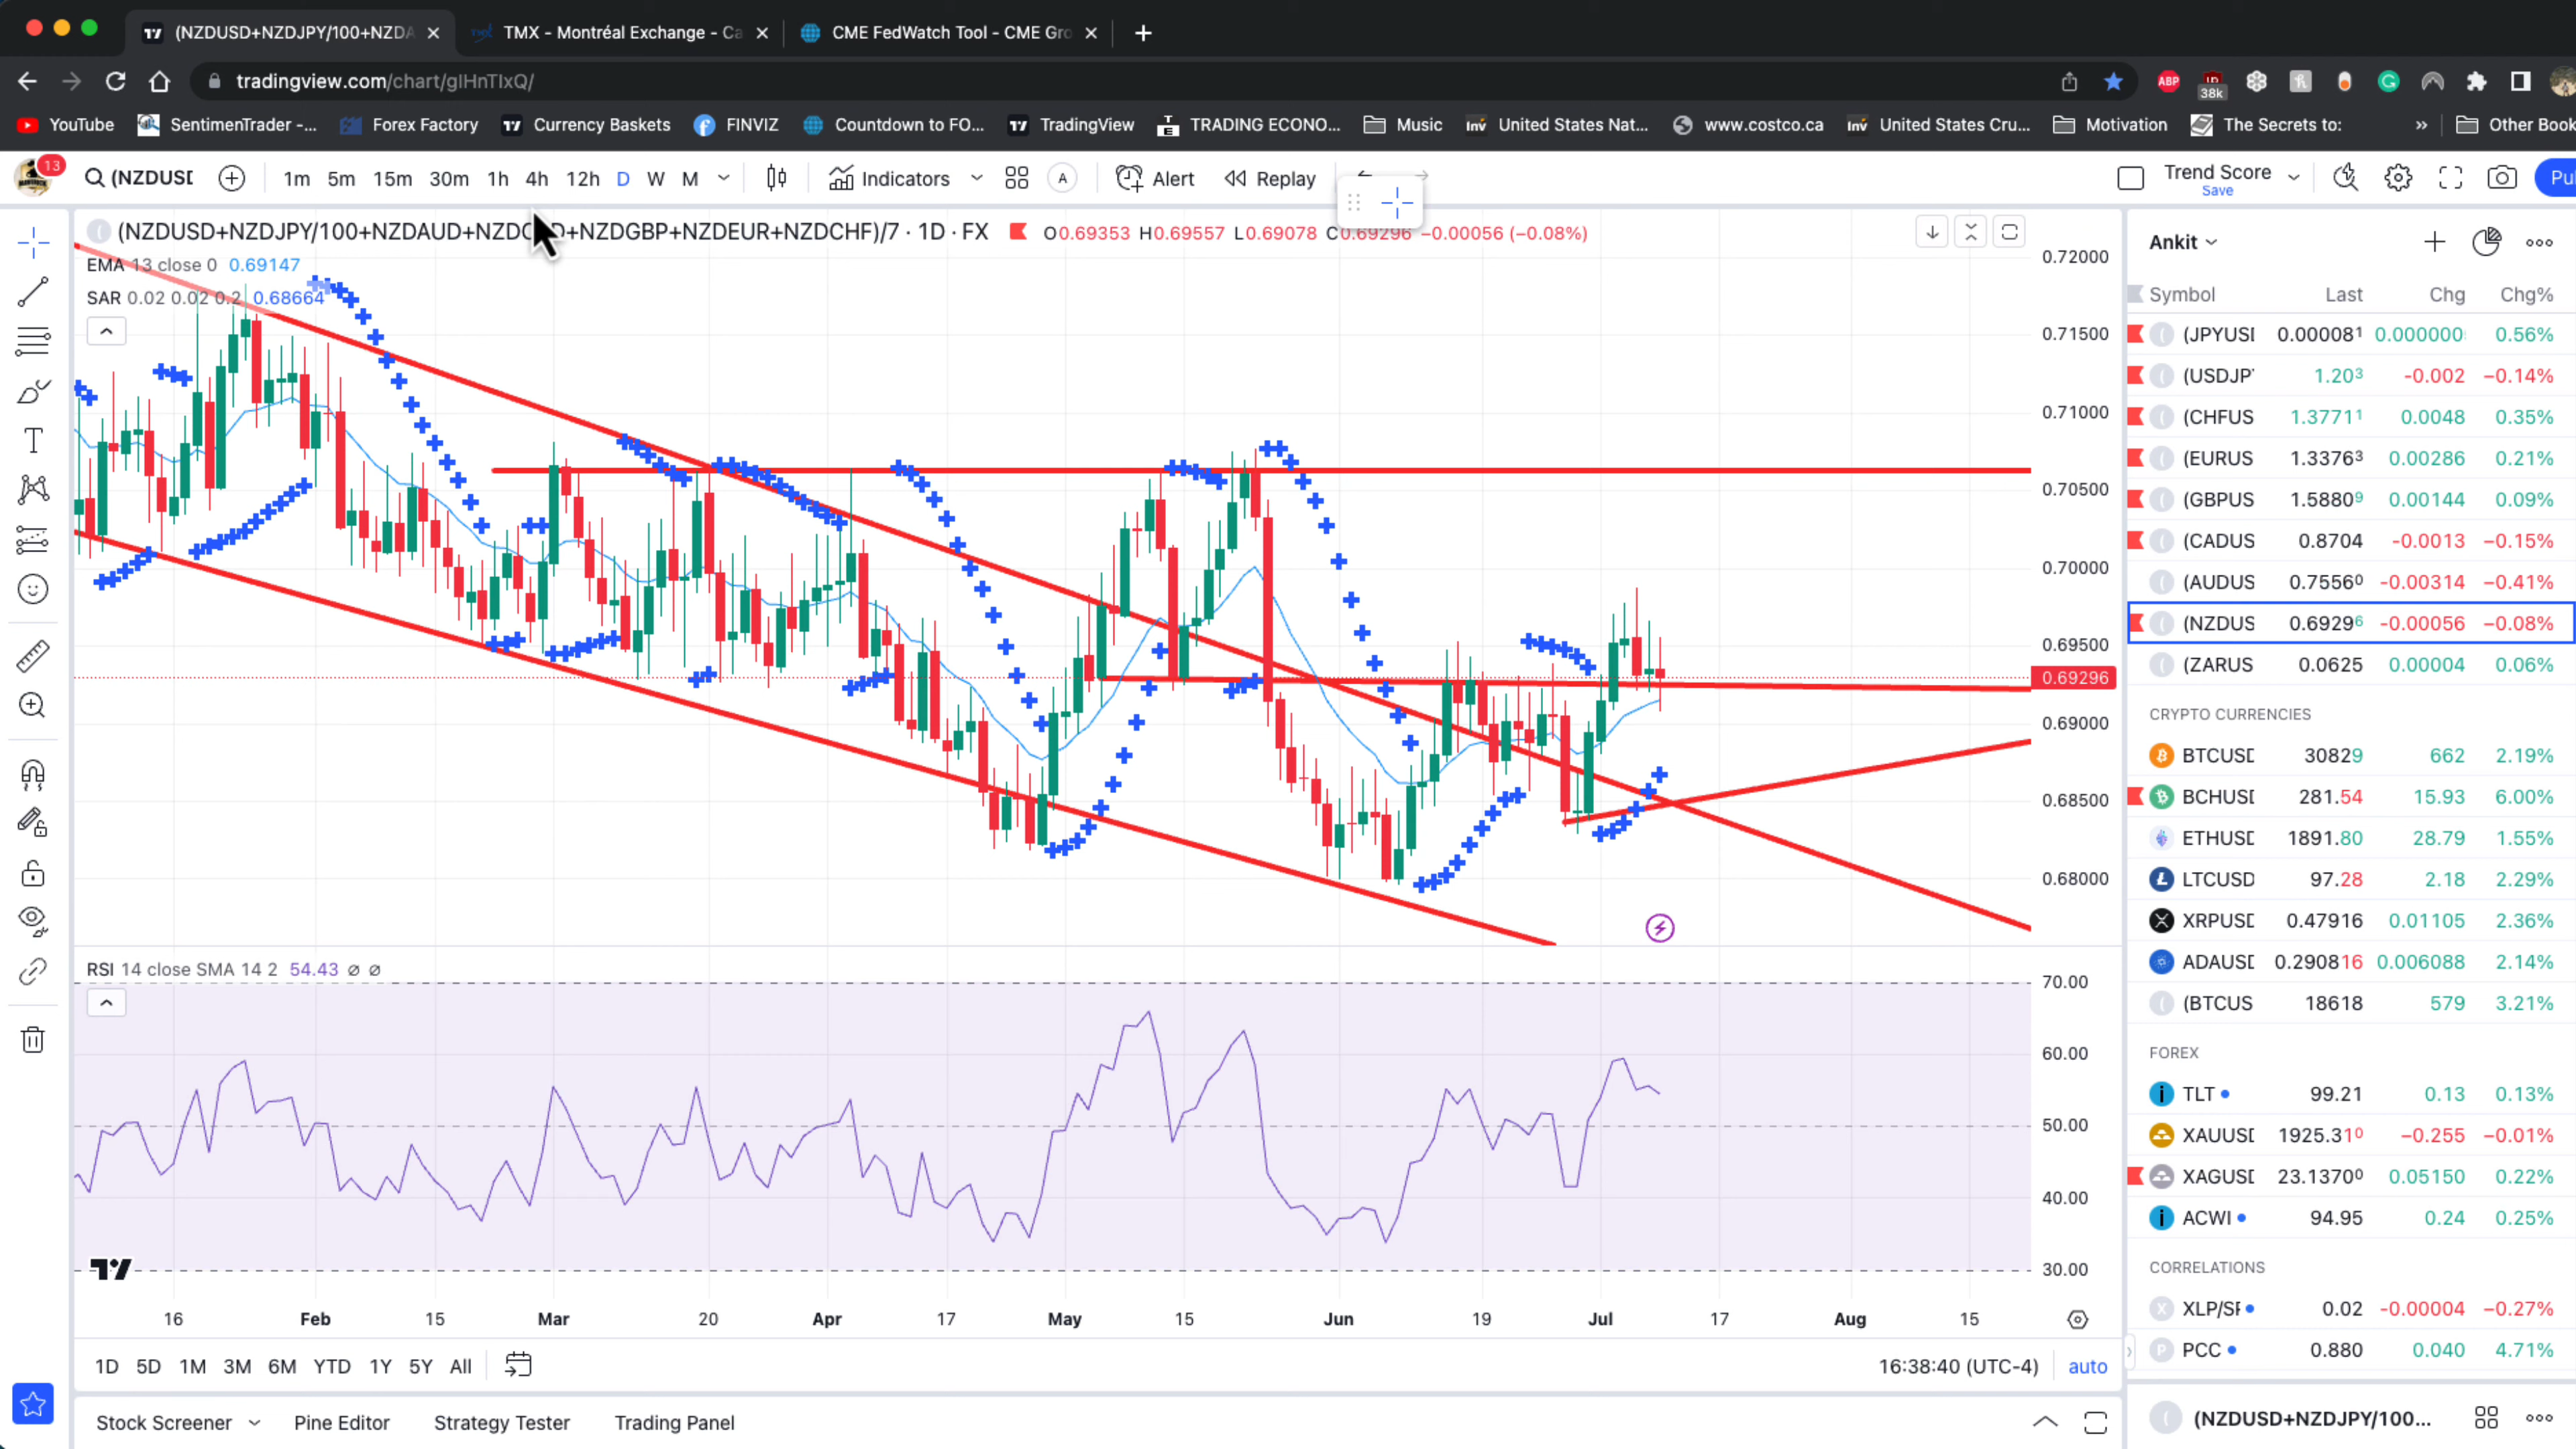 (NZDUSD+NZDJPY/100+NZDA
TMX - Montréal Exchange - Ca
CME FedWatch Tool - CME Gro
tradingview.com/chart/glHnTIxQ/
ABP
38k
YouTube
SentimenTrader -...
Forex Factory
Currency Baskets
FINVIZ
Countdown to FO...
TradingView
TRADING ECONO...
Music
United States Nat...
www.costco.ca
United States Cru...
Motivation
The Secrets to:
» Other Book
13
(NZDUSD
1m 5m 15m 30m 1h 4h 12h D W M
Indicators
A
Alert
Replay
Trend Score
Save
Pul
(NZDUSD+NZDJPY/100+NZDAUD+NZDC D+NZDGBP+NZDEUR+NZDCHF)/7 · 1D · FX
O0.69353 H0.69557 L0.69078 C0.69296 −0.00056 (−0.08%)
EMA 13 close 0 0.69147
SAR 0.02 0.02 0.2 0.68664
0.72000
0.71500
0.71000
0.70500
0.70000
0.69500
0.69296
0.69000
0.68500
0.68000
RSI 14 close SMA 14 2 54.43 ∅ ∅
70.00
60.00
50.00
40.00
30.00
16 Feb 15 Mar 20 Apr 17 May 15 Jun 19 Jul 17 Aug 15
1D 5D 1M 3M 6M YTD 1Y 5Y All
16:38:40 (UTC-4)
auto
Stock Screener
Pine Editor
Strategy Tester
Trading Panel
Ankit
Symbol Last Chg Chg%
(JPYUSI 0.000081 0.000000 0.56%
(USDJP 1.203 -0.002 −0.14%
(CHFUS 1.37711 0.0048 0.35%
(EURUS 1.33763 0.00286 0.21%
(GBPUS 1.58809 0.00144 0.09%
(CADUS 0.8704 -0.0013 −0.15%
(AUDUS 0.75560 -0.00314 −0.41%
(NZDUS 0.69296 -0.00056 −0.08%
(ZARUS 0.0625 0.00004 0.06%
CRYPTO CURRENCIES
BTCUSD 30829 662 2.19%
BCHUSD 281.54 15.93 6.00%
ETHUSD 1891.80 28.79 1.55%
LTCUSD 97.28 2.18 2.29%
XRPUSD 0.47916 0.01105 2.36%
ADAUSD 0.290816 0.006088 2.14%
(BTCUS 18618 579 3.21%
FOREX
TLT 99.21 0.13 0.13%
XAUUSD 1925.310 −0.255 −0.01%
XAGUSD 23.13700 0.05150 0.22%
ACWI 94.95 0.24 0.25%
CORRELATIONS
XLP/SF 0.02 -0.00004 −0.27%
PCC 0.880 0.040 4.71%
(NZDUSD+NZDJPY/100...